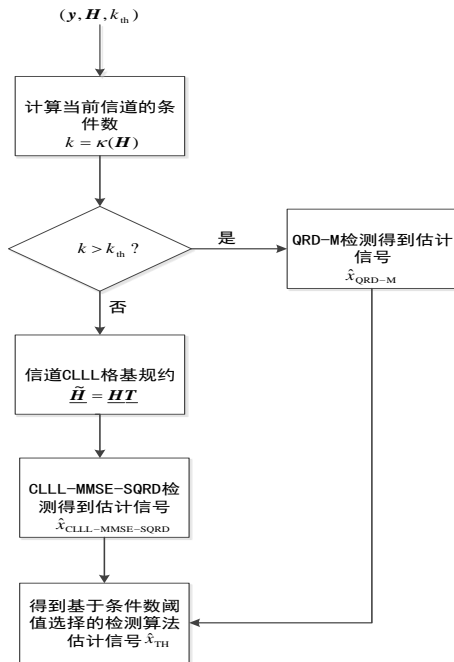 (y, H, k_th)
计算当前信道的条
件数
k = κ(H)
k > k_th ?
是
QRD-M检测得到估计
信号
x̂_QRD-M
否
信道CLLL格基规约
H̲̃ = H̲T̲
CLLL-MMSE-SQRD检
测得到估计信号
x̂_CLLL-MMSE-SQRD
得到基于条件数阈
值选择的检测算法
估计信号 x̂_TH